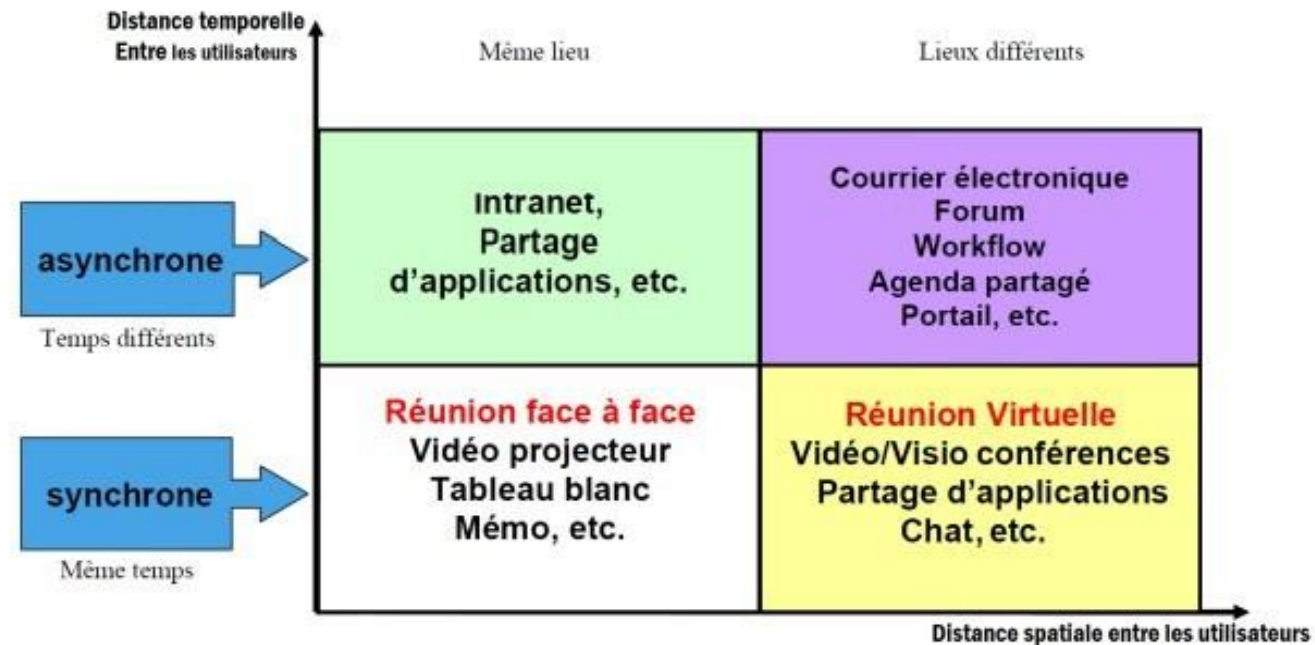 Distance temporelle
Entre les utilisateurs
Même lieu
Lieux différents
asynchrone
Temps différents
Intranet,
Partage
d'applications, etc.
Courrier électronique
Forum
Workflow
Agenda partagé
Portail, etc.
synchrone
Même temps
Réunion face à face
Vidéo projecteur
Tableau blanc
Mémo, etc.
Réunion Virtuelle
Vidéo/Visio conférences
Partage d'applications
Chat, etc.
Distance spatiale entre les utilisateurs